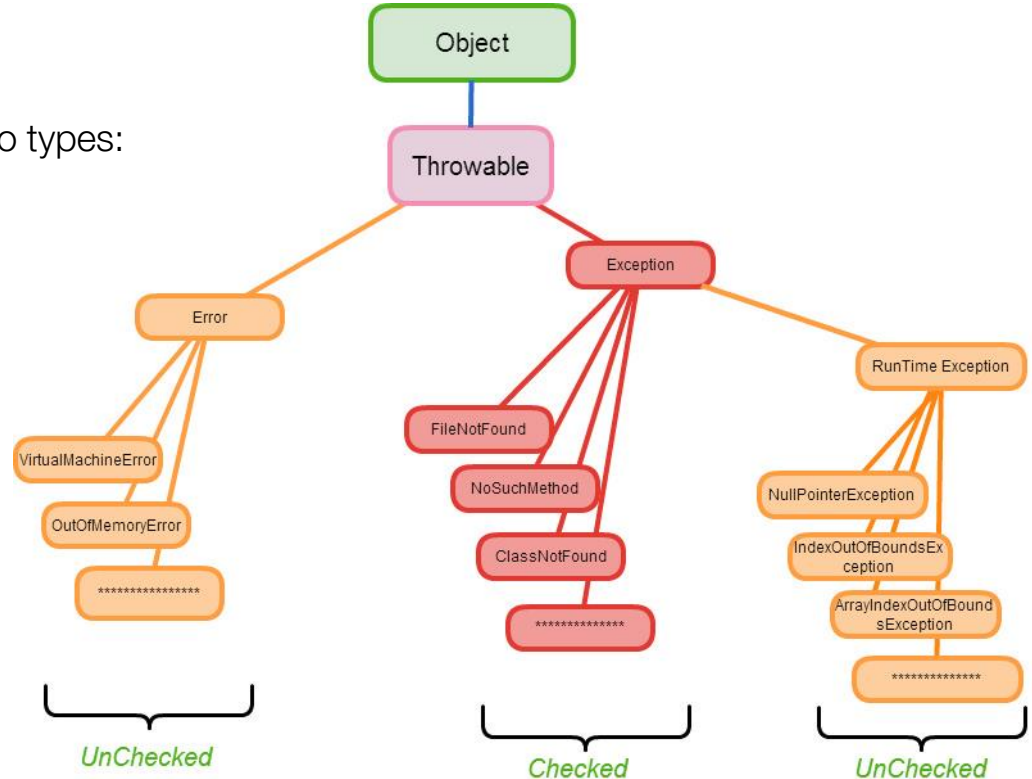 Object
o types:
Throwable
Exception
Error
RunTime Exception
FileNotFound
VirtualMachineError
NoSuchMethod
NullPointerException
OutOfMemoryError
IndexOutOfBoundsEx
ception
ClassNotFound
****************
ArrayIndexOutOfBound
sException
**************
**************
UnChecked
Checked
UnChecked